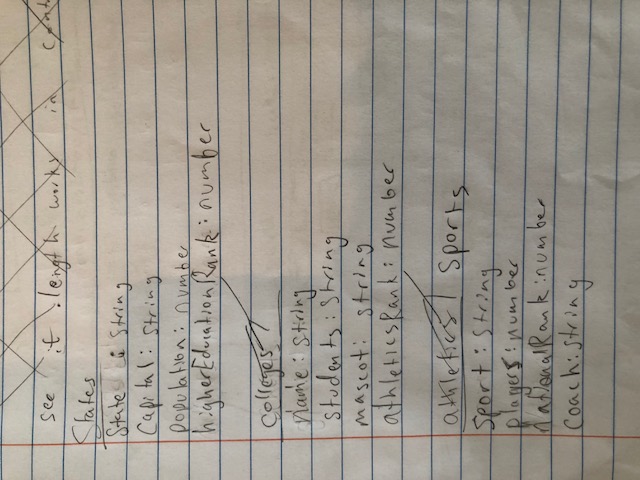 see if .length works in cont
States
State : string
Capital: string
population: number
higherEducationRank: number
colleges
name: string
students: string
mascot: string
athleticsRank: number
athletics Sports
Sport: string
players: number
nationalRank: number
coach: string